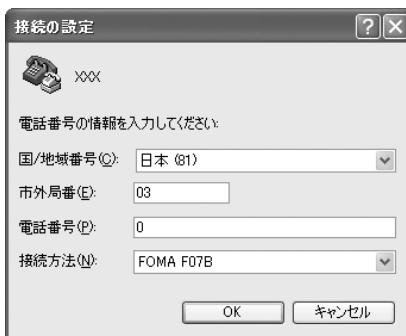 接続の設定
XXX
電話番号の情報を入力してください:
国/地域番号(C): 日本 (81)
市外局番(E): 03
電話番号(P): 0
接続方法(N): FOMA F07B
OK キャンセル